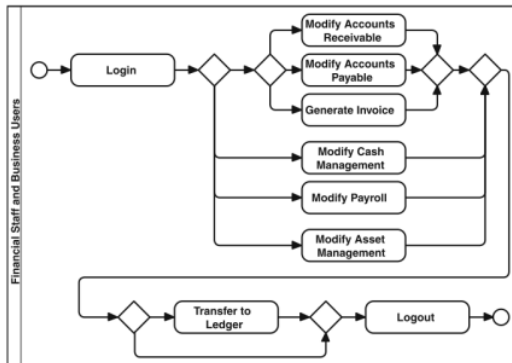 Financial Staff and Business Users
Login
Modify Accounts
Receivable
Modify Accounts
Payable
Generate Invoice
Modify Cash
Management
Modify Payroll
Modify Asset
Management
Transfer to
Ledger
Logout